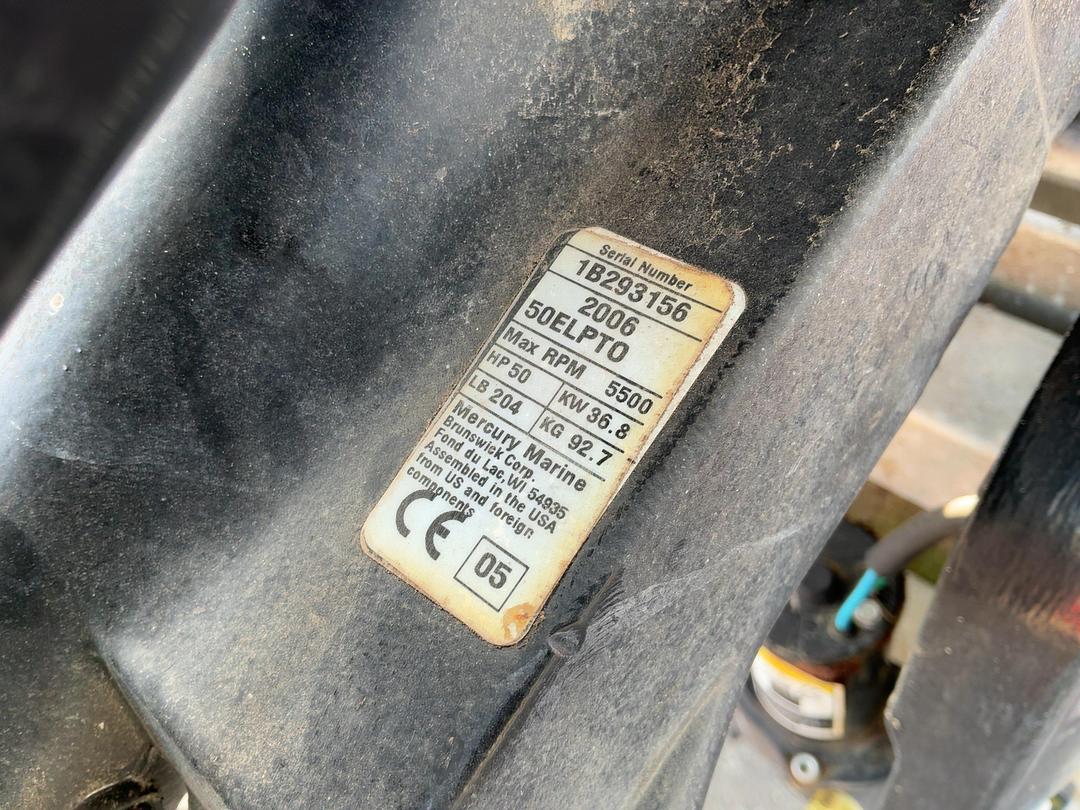 Serial Number
1B293156
2006
50ELPTO
Max RPM 5500
HP 50 KW 36.8
LB 204 KG 92.7
Mercury Marine
Brunswick Corp.
Fond du Lac, WI 54935
Assembled in the USA
from US and foreign
components
CE
05